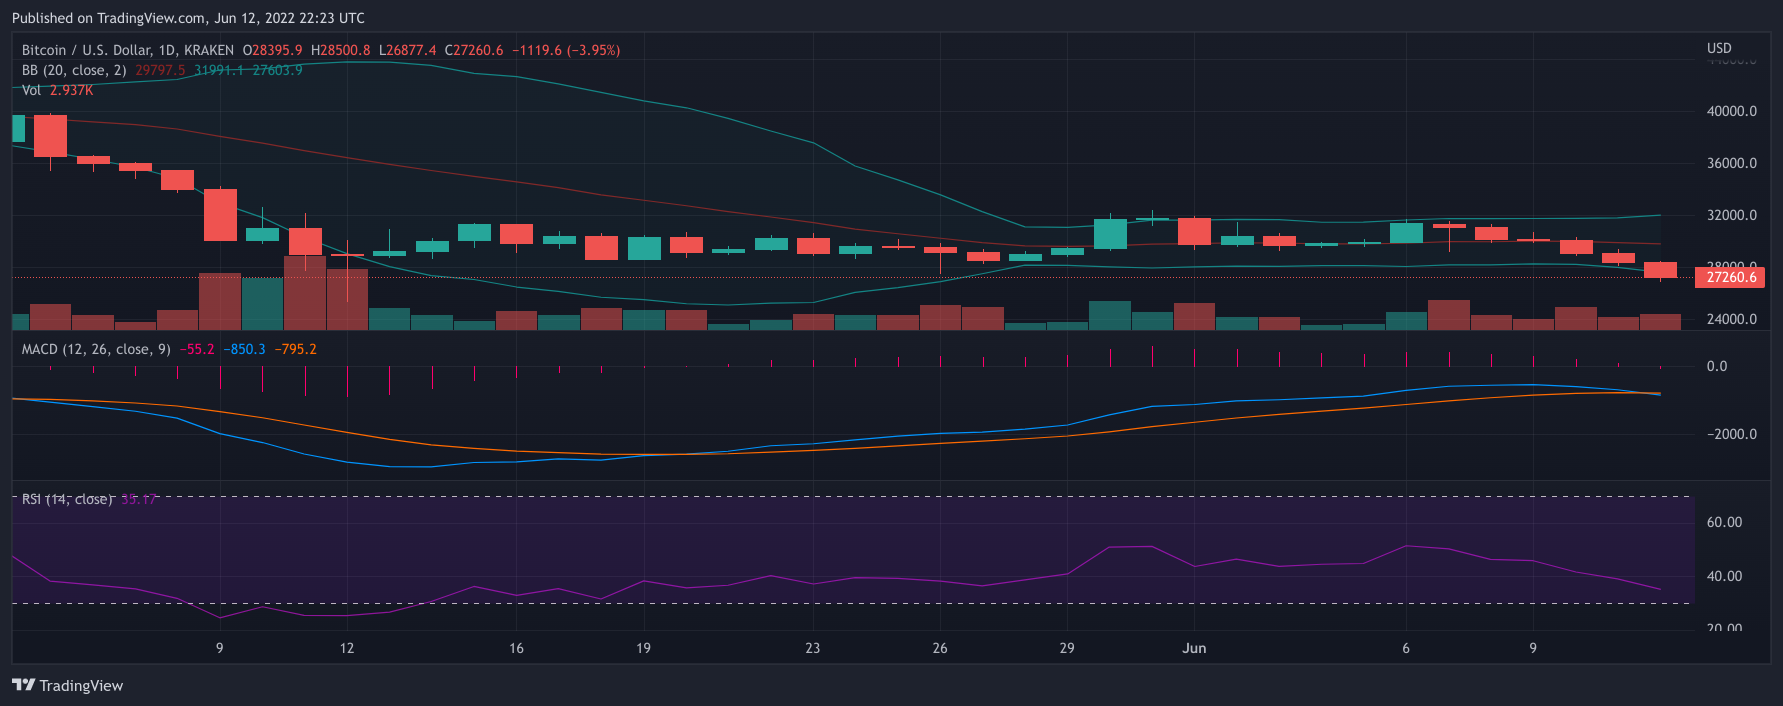 Published on TradingView.com, Jun 12, 2022 22:23 UTC
Bitcoin / U.S. Dollar, 1D, KRAKEN O28395.9 H28500.8 L26877.4 C27260.6 −1119.6 (−3.95%)
USD
BB (20, close, 2) 29797.5 31991.1 27603.9
44000.0
Vol 2.937K
40000.0
36000.0
32000.0
28000.0
27260.6
24000.0
MACD (12, 26, close, 9) −55.2 −850.3 −795.2
0.0
−2000.0
RSI (14, close) 35.17
60.00
40.00
20.00
9 12 16 19 23 26 29 Jun 6 9
TradingView